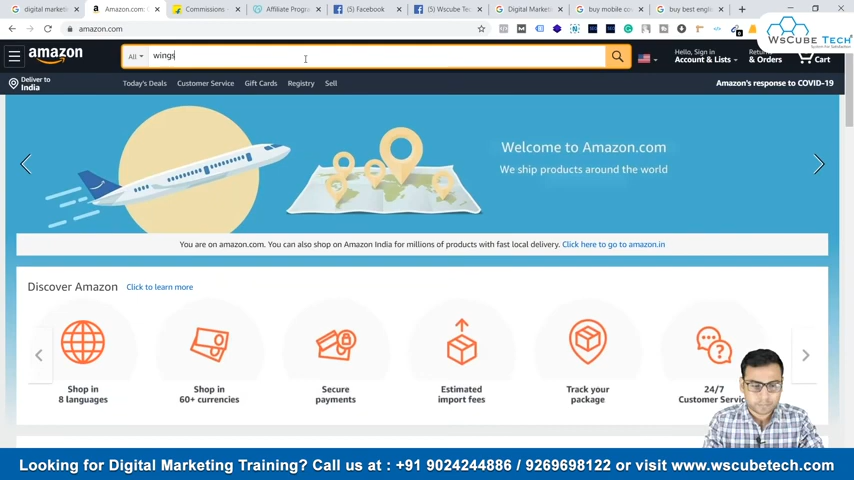 digital market
Amazon.com:
Commissions
Affiliate Progra
(5) Facebook
(5) Wscube Tec
Digital Market
buy mobile co
buy best engl
amazon.com
WSCUBE TECH
amazon
All
wings
Hello, Sign in
Account & Lists
Returns
& Orders
Cart
Deliver to
India
Today's Deals
Customer Service
Gift Cards
Registry
Sell
Amazon's response to COVID-19
Welcome to Amazon.com
We ship products around the world
You are on amazon.com. You can also shop on Amazon India for millions of products with fast local delivery. Click here to go to amazon.in
Discover Amazon
Click to learn more
Shop in
8 languages
Shop in
60+ currencies
Secure
payments
Estimated
import fees
Track your
package
24/7
Customer Servic
Looking for Digital Marketing Training? Call us at : +91 9024244886 / 9269698122 or visit www.wscubetech.com